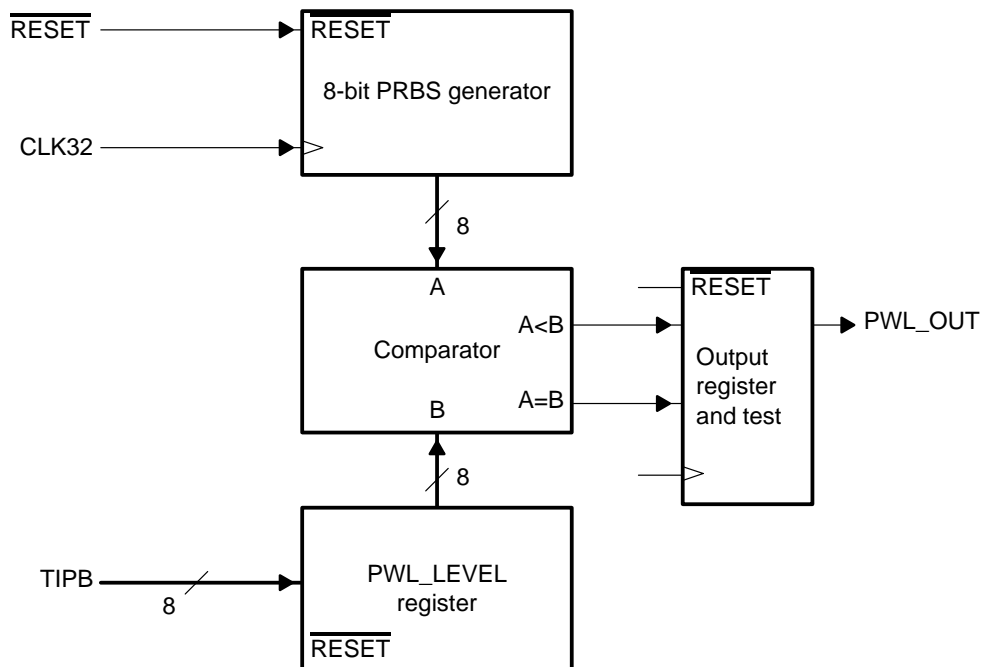 RESET
RESET
8-bit PRBS generator
CLK32
8
A
RESET
A<B
PWL_OUT
Comparator
Output
register
and test
A=B
B
8
TIPB
8
PWL_LEVEL
register
RESET